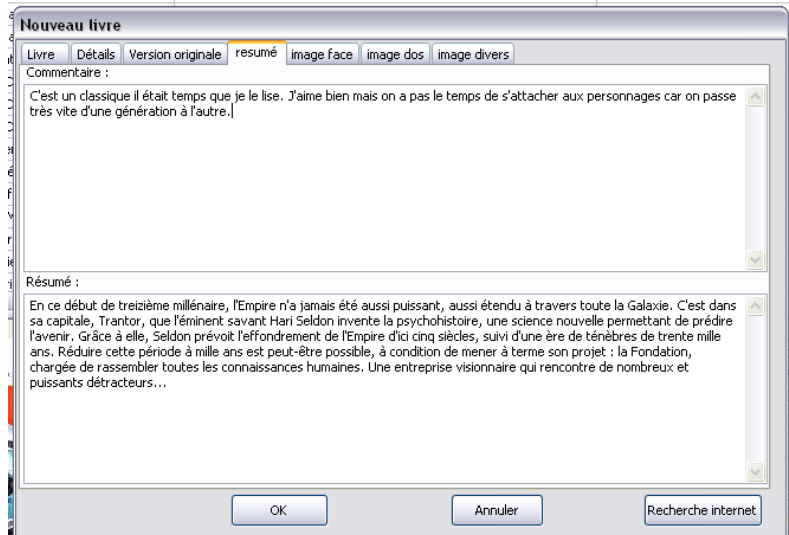 Nouveau livre
Livre Détails Version originale resumé image face image dos image divers
Commentaire :
C'est un classique il était temps que je le lise. J'aime bien mais on a pas le temps de s'attacher aux personnages car on passe
très vite d'une génération à l'autre.
Résumé :
En ce début de treizième millénaire, l'Empire n'a jamais été aussi puissant, aussi étendu à travers toute la Galaxie. C'est dans
sa capitale, Trantor, que l'éminent savant Hari Seldon invente la psychohistoire, une science nouvelle permettant de prédire
l'avenir. Grâce à elle, Seldon prévoit l'effondrement de l'Empire d'ici cinq siècles, suivi d'une ère de ténèbres de trente mille
ans. Réduire cette période à mille ans est peut-être possible, à condition de mener à terme son projet : la Fondation,
chargée de rassembler toutes les connaissances humaines. Une entreprise visionnaire qui rencontre de nombreux et
puissants détracteurs...
OK Annuler Recherche internet